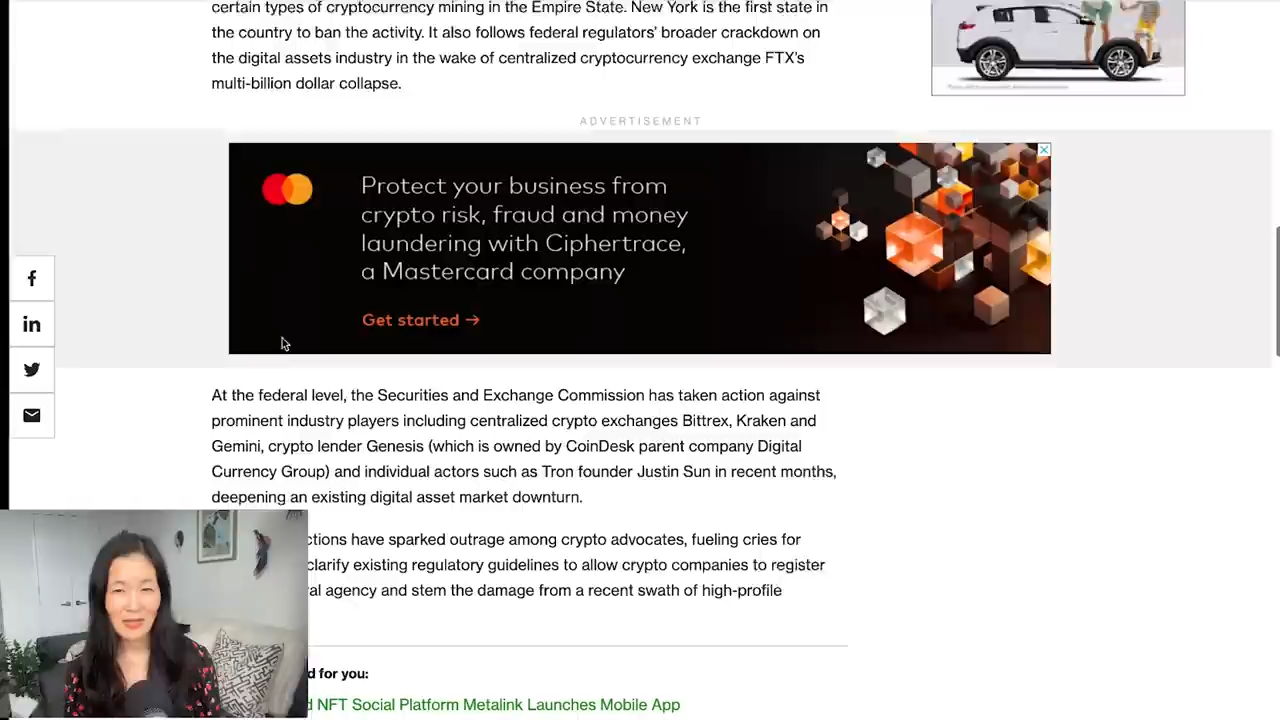 certain types of cryptocurrency mining in the Empire State. New York is the first state in
the country to ban the activity. It also follows federal regulators' broader crackdown on
the digital assets industry in the wake of centralized cryptocurrency exchange FTX's
multi-billion dollar collapse.
ADVERTISEMENT
Protect your business from
crypto risk, fraud and money
laundering with Ciphertrace,
a Mastercard company
Get started →
At the federal level, the Securities and Exchange Commission has taken action against
prominent industry players including centralized crypto exchanges Bittrex, Kraken and
Gemini, crypto lender Genesis (which is owned by CoinDesk parent company Digital
Currency Group) and individual actors such as Tron founder Justin Sun in recent months,
deepening an existing digital asset market downturn.
ctions have sparked outrage among crypto advocates, fueling cries for
clarify existing regulatory guidelines to allow crypto companies to register
al agency and stem the damage from a recent swath of high-profile
d for you:
d NFT Social Platform Metalink Launches Mobile App